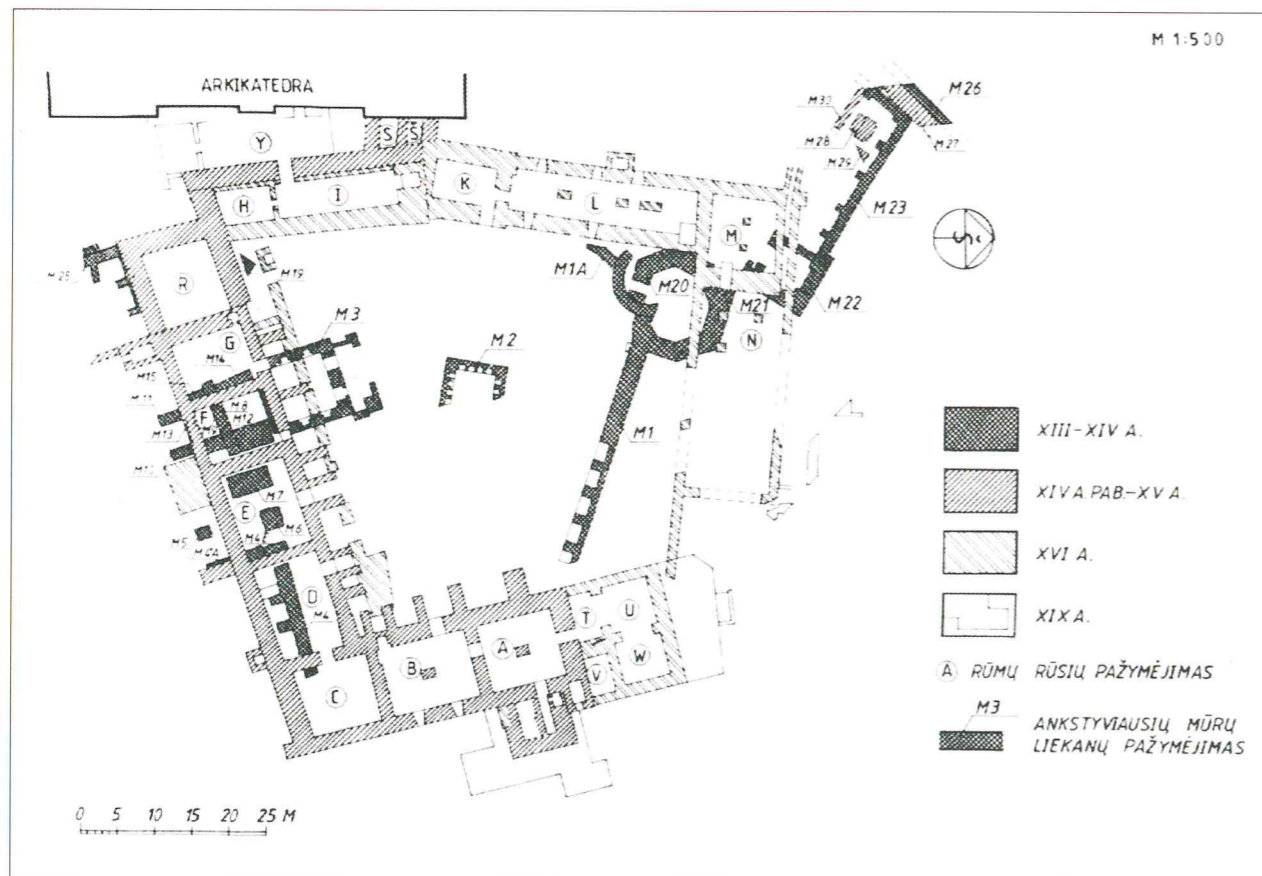 M 1:500
ARKIKATEDRA
M30
M26
M28
M27
M29
M23
Y
S
Š
K
I
H
L
M
M1A
M20
M21
M22
M19
R
M3
G
M2
N
M14
M15
M11
F
M8
M12
M13
M1
M7
E
M6
M5
M4A
D
M4
T
U
A
B
W
V
C
XIII-XIV A.
XIV A. PAB.-XV A.
XVI A.
XIX A.
A RŪMŲ RŪSIŲ PAŽYMĖJIMAS
M3 ANKSTYVIAUSIŲ MŪRŲ
LIEKANŲ PAŽYMĖJIMAS
0 5 10 15 20 25 M